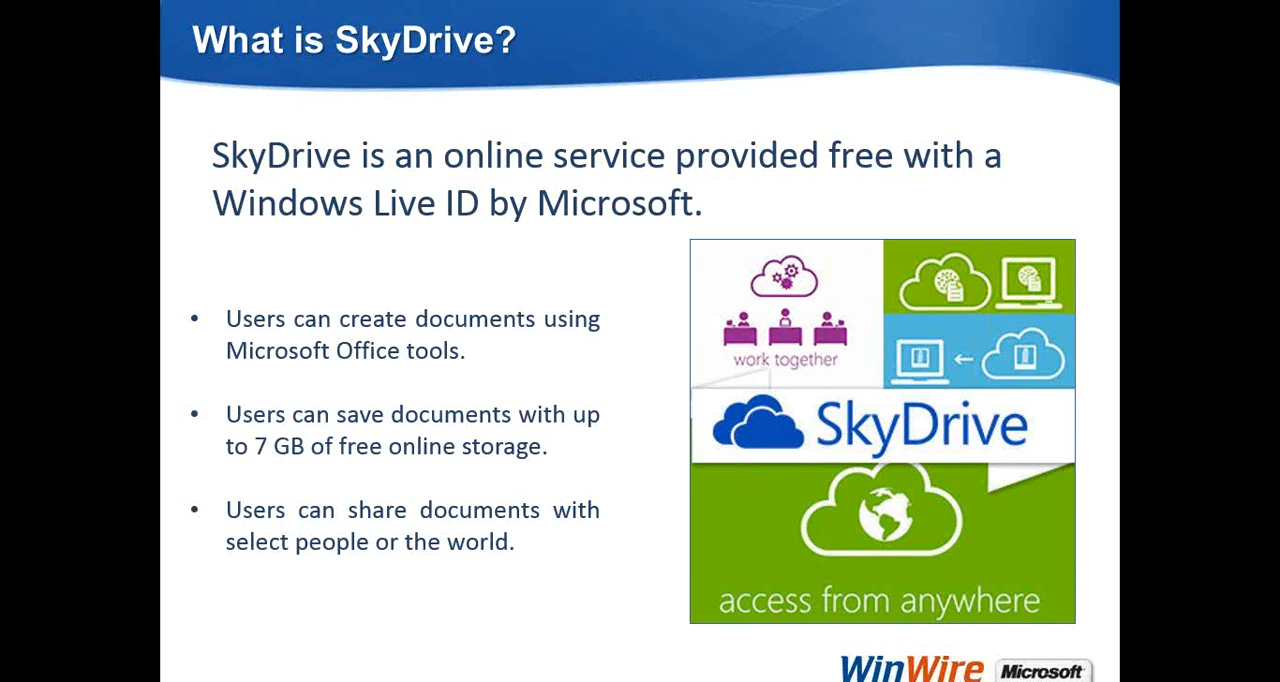 What is SkyDrive?
SkyDrive is an online service provided free with a
Windows Live ID by Microsoft.
• Users can create documents using
Microsoft Office tools.
• Users can save documents with up
to 7 GB of free online storage.
• Users can share documents with
select people or the world.
work together
SkyDrive
access from anywhere
WinWire Microsoft